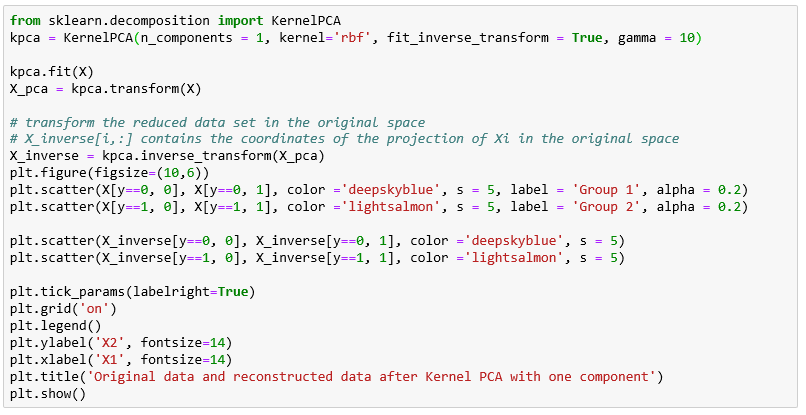 from sklearn.decomposition import KernelPCA
kpca = KernelPCA(n_components = 1, kernel='rbf', fit_inverse_transform = True, gamma = 10)
kpca.fit(X)
X_pca = kpca.transform(X)
# transform the reduced data set in the original space
# X_inverse[i,:] contains the coordinates of the projection of Xi in the original space
X_inverse = kpca.inverse_transform(X_pca)
plt.figure(figsize=(10,6))
plt.scatter(X[y==0, 0], X[y==0, 1], color ='deepskyblue', s = 5, label = 'Group 1', alpha = 0.2)
plt.scatter(X[y==1, 0], X[y==1, 1], color ='lightsalmon', s = 5, label = 'Group 2', alpha = 0.2)
plt.scatter(X_inverse[y==0, 0], X_inverse[y==0, 1], color ='deepskyblue', s = 5)
plt.scatter(X_inverse[y==1, 0], X_inverse[y==1, 1], color ='lightsalmon', s = 5)
plt.tick_params(labelright=True)
plt.grid('on')
plt.legend()
plt.ylabel('X2', fontsize=14)
plt.xlabel('X1', fontsize=14)
plt.title('Original data and reconstructed data after Kernel PCA with one component')
plt.show()